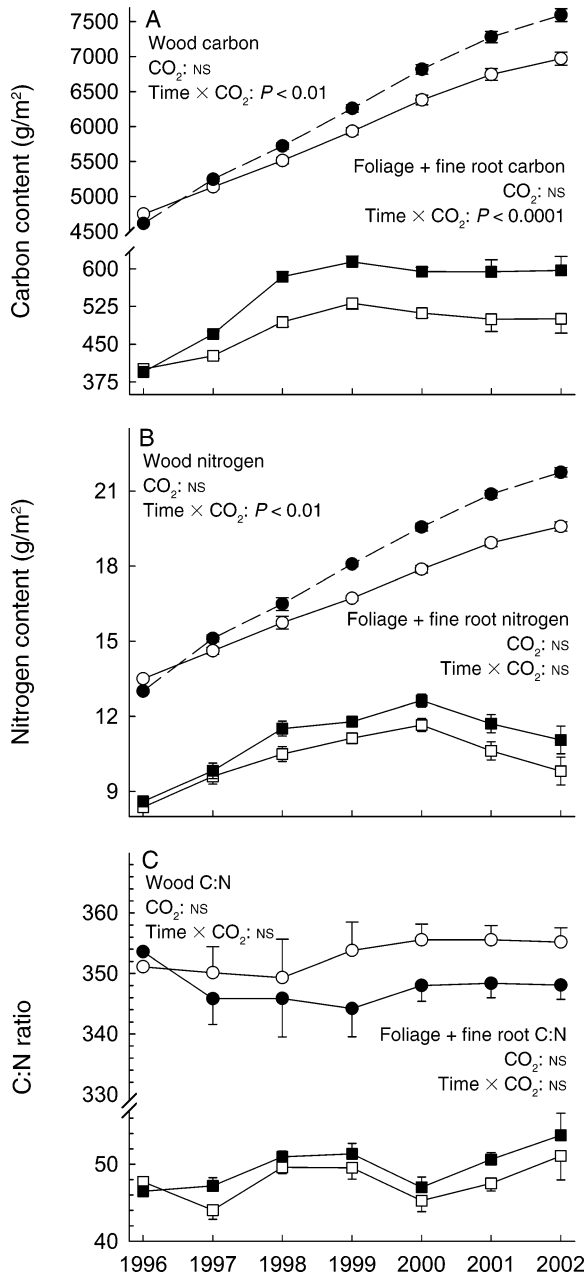 A
Wood carbon
CO₂: NS
Time × CO₂: P < 0.01
Foliage + fine root carbon
CO₂: NS
Time × CO₂: P < 0.0001
Carbon content (g/m²)
7500
7000
6500
6000
5500
5000
4500
600
525
450
375
B
Wood nitrogen
CO₂: NS
Time × CO₂: P < 0.01
Foliage + fine root nitrogen
CO₂: NS
Time × CO₂: NS
Nitrogen content (g/m²)
21
18
15
12
9
C
Wood C:N
CO₂: NS
Time × CO₂: NS
Foliage + fine root C:N
CO₂: NS
Time × CO₂: NS
C:N ratio
360
350
340
330
50
40
1996 1997 1998 1999 2000 2001 2002